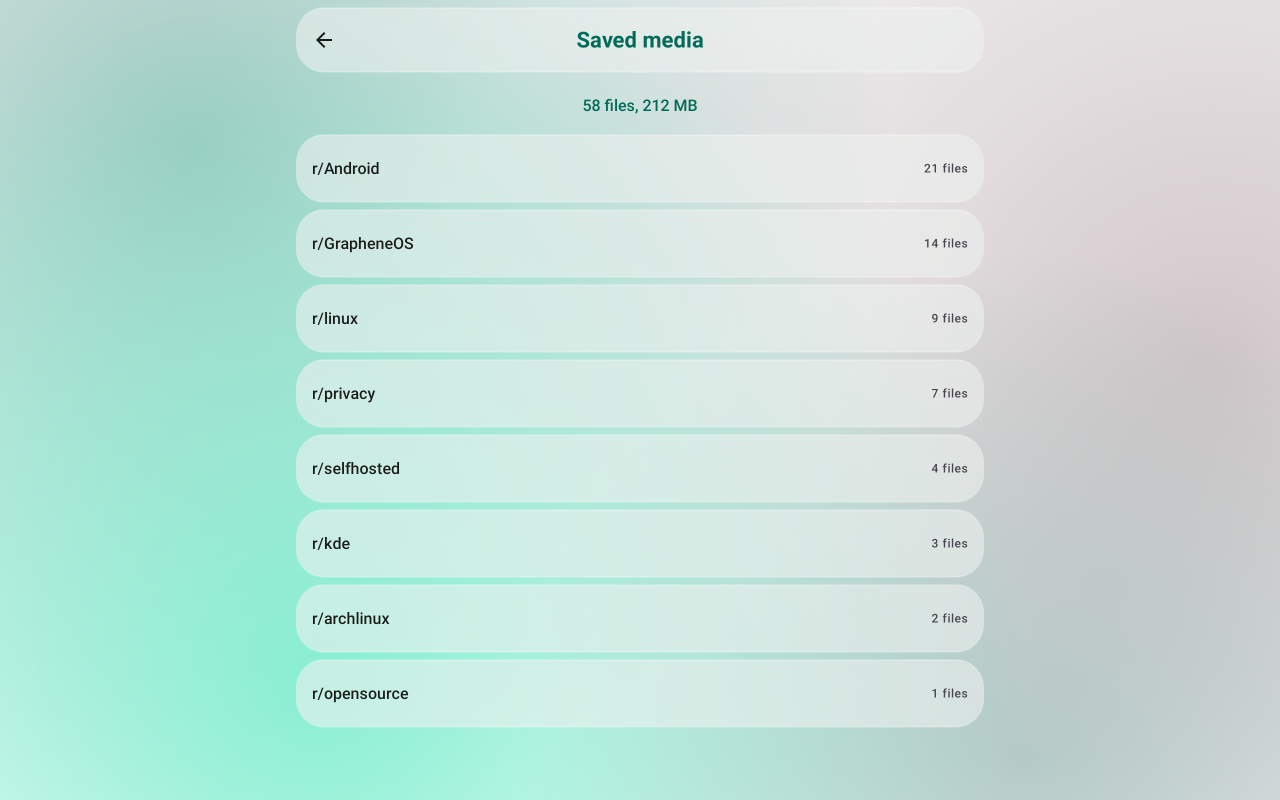 Saved media
58 files, 212 MB
r/Android 21 files
r/GrapheneOS 14 files
r/linux 9 files
r/privacy 7 files
r/selfhosted 4 files
r/kde 3 files
r/archlinux 2 files
r/opensource 1 files